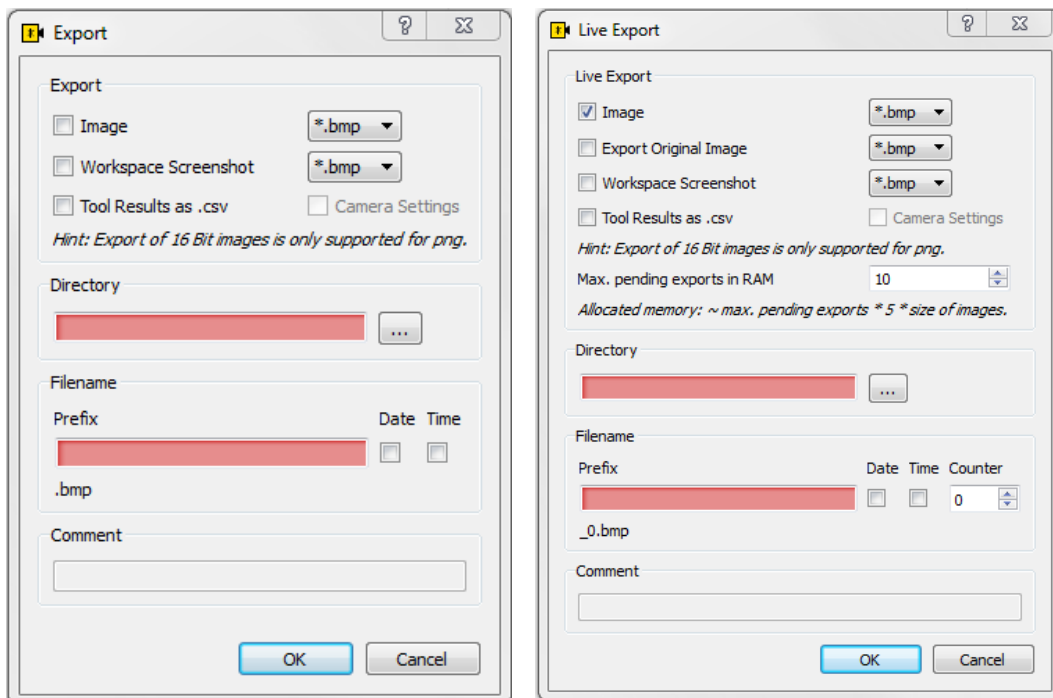 Export
Export
Image *.bmp
Workspace Screenshot *.bmp
Tool Results as .csv Camera Settings
Hint: Export of 16 Bit images is only supported for png.
Directory
...
Filename
Prefix Date Time
.bmp
Comment
OK Cancel
Live Export
Live Export
Image *.bmp
Export Original Image *.bmp
Workspace Screenshot *.bmp
Tool Results as .csv Camera Settings
Hint: Export of 16 Bit images is only supported for png.
Max. pending exports in RAM 10
Allocated memory: ~ max. pending exports * 5 * size of images.
Directory
...
Filename
Prefix Date Time Counter
0
_0.bmp
Comment
OK Cancel